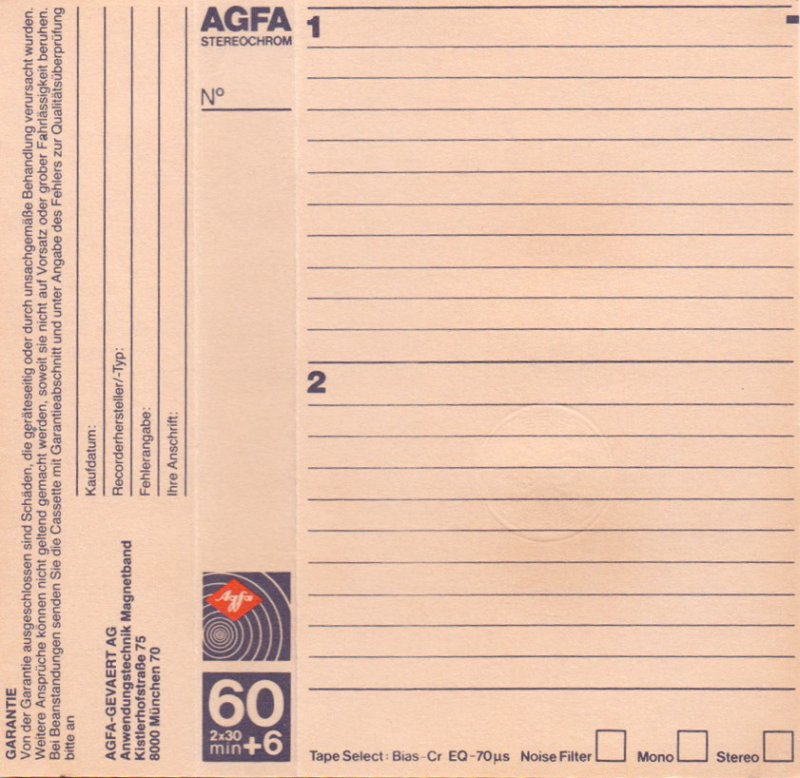 GARANTIE
Von der Garantie ausgeschlossen sind Schäden, die geräteseitig oder durch unsachgemäße Behandlung verursacht wurden.
Weitere Ansprüche können nicht geltend gemacht werden, soweit sie nicht auf Vorsatz oder grober Fahrlässigkeit beruhen.
Bei Beanstandungen senden Sie die Cassette mit Garantieabschnitt und unter Angabe des Fehlers zur Qualitätsüberprüfung
bitte an
AGFA-GEVAERT AG
Anwendungstechnik Magnetband
Kistlerhofstraße 75
8000 München 70
Kaufdatum:
Recorderhersteller/-Typ:
Fehlerangabe:
Ihre Anschrift:
AGFA
STEREOCHROM
Nº
Agfa
60
2x30
min+6
1
2
Tape Select: Bias-Cr EQ-70µs Noise Filter Mono Stereo